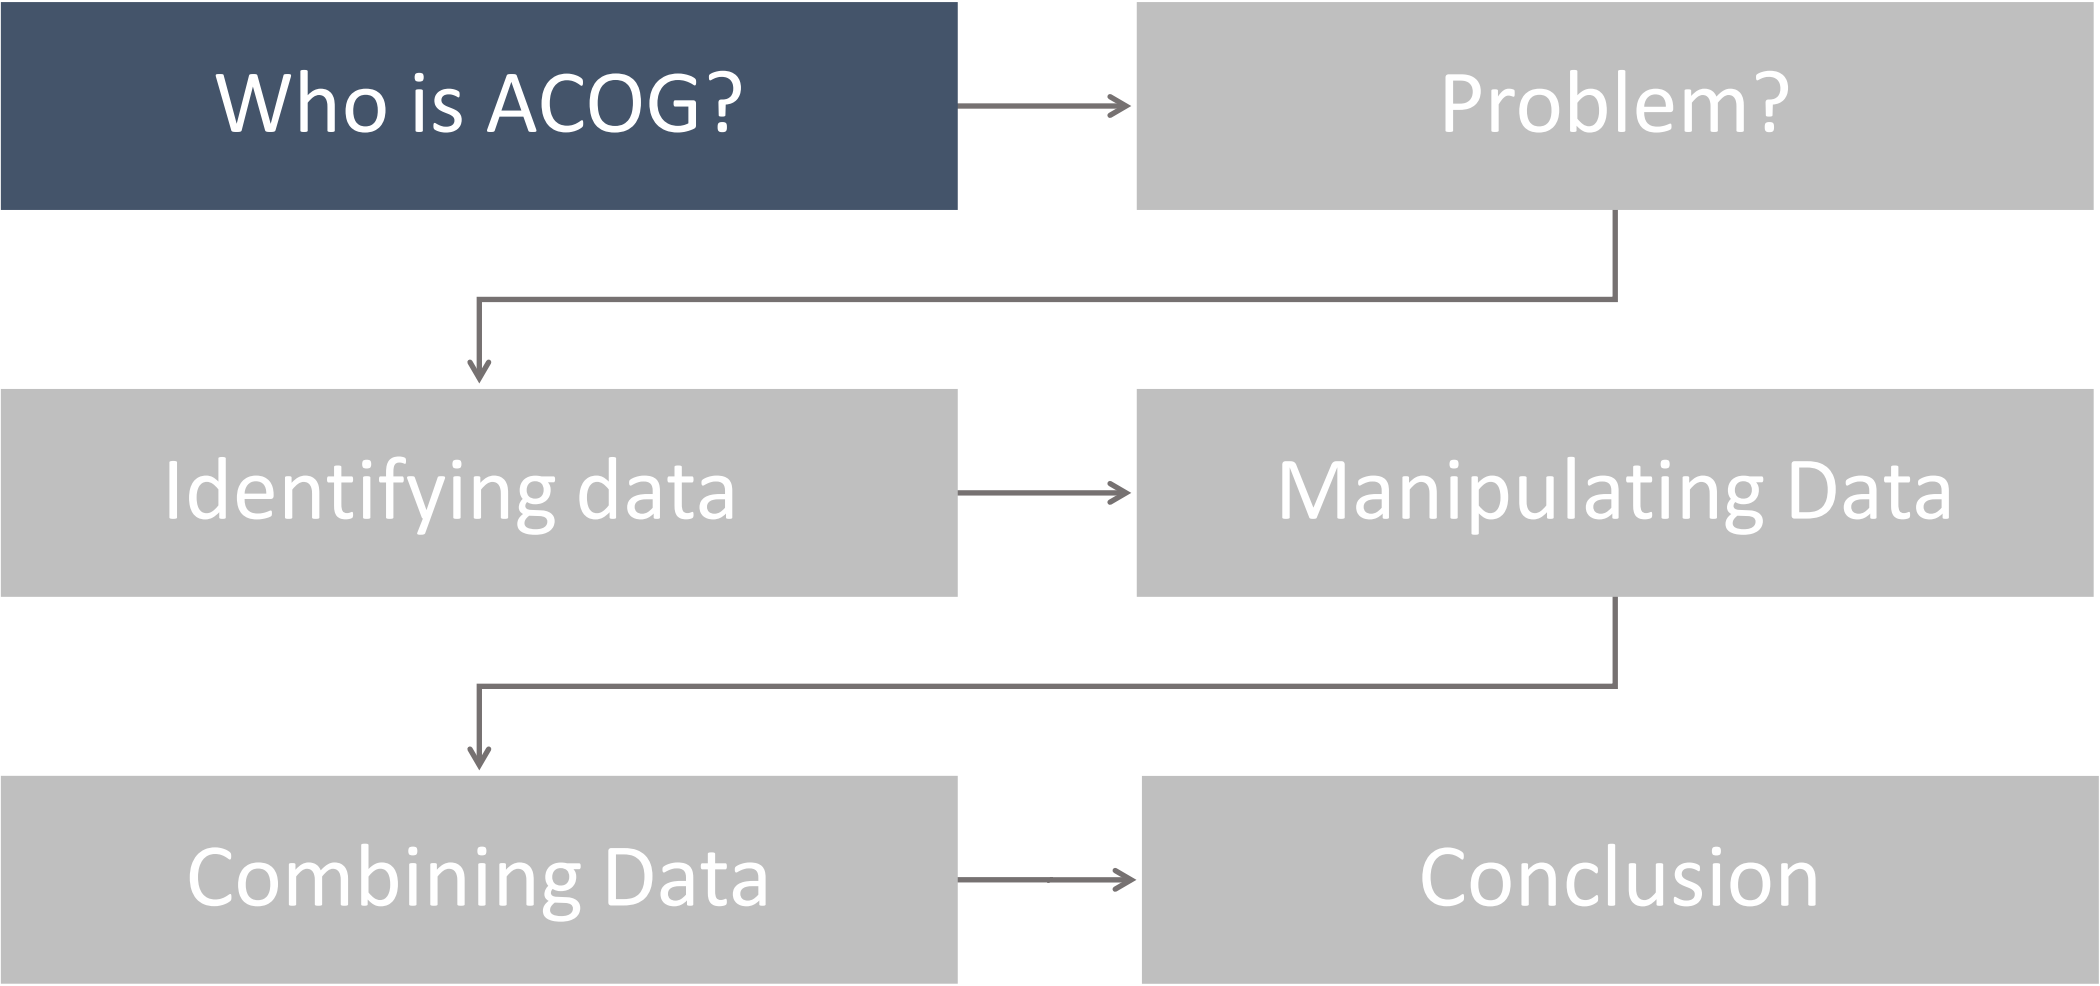 Who is ACOG?
Problem?
Identifying data
Manipulating Data
Combining Data
Conclusion